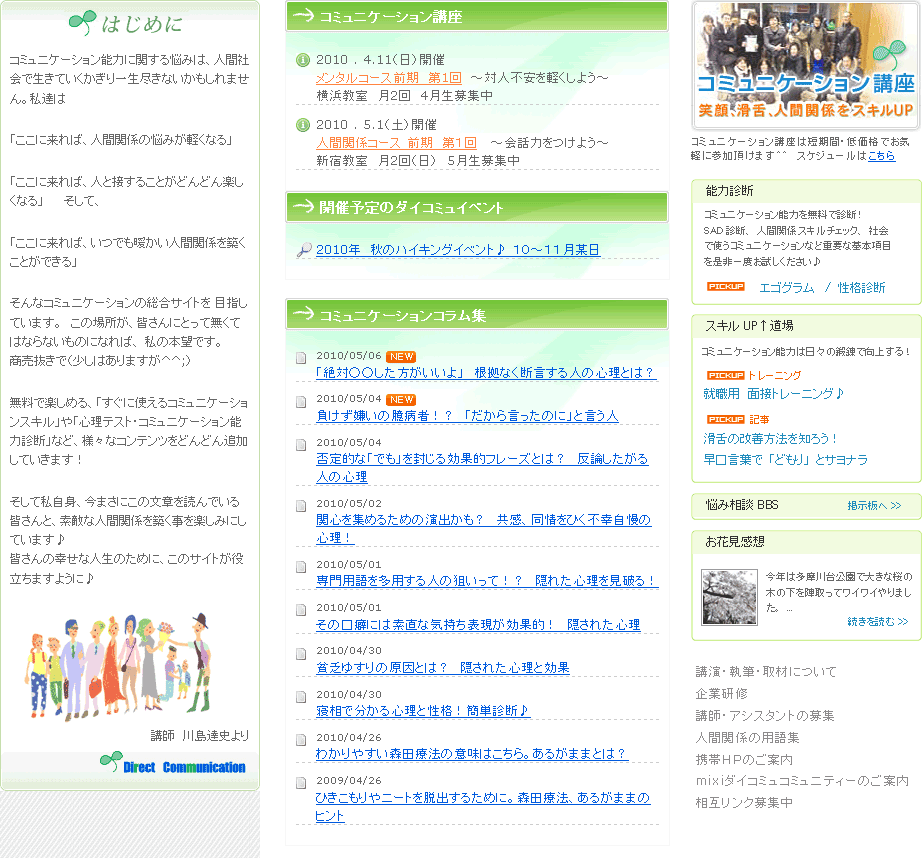 はじめに
コミュニケーション能力に関する悩みは、人間社
会で生きていくかぎり一生尽きないかもしれませ
ん。私達は
「ここに来れば、人間関係の悩みが軽くなる」
「ここに来れば、人と接することがどんどん楽し
くなる」 そして、
「ここに来れば、いつでも暖かい人間関係を築く
ことができる」
そんなコミュニケーションの総合サイトを 目指し
ています。 この場所が、皆さんにとって無くて
はならないものになれば、私の本望です。
商売抜きで(少しはありますが^^;)
無料で楽しめる、「すぐに使えるコミュニケーショ
ンスキル」や「心理テスト・コミュニケーション能
力診断」など、様々なコンテンツをどんどん追加
していきます！
そして私自身、今まさにこの文章を読んでいる
皆さんと、素敵な人間関係を築く事を楽しみにし
ています♪
皆さんの幸せな人生のために、このサイトが役
立ちますように♪
講師 川島達史より
Direct Communication
コミュニケーション講座
2010．4.11(日)開催
メンタルコース前期 第1回 ～対人不安を軽くしよう～
横浜教室 月2回 4月生募集中
2010．5.1(土)開催
人間関係コース 前期 第1回 ～会話力をつけよう～
新宿教室 月2回(日) 5月生募集中
開催予定のダイコミュイベント
2010年 秋のハイキングイベント♪ 10～11月某日
コミュニケーションコラム集
2010/05/06 NEW
「絶対〇〇した方がいいよ」 根拠なく断言する人の心理とは？
2010/05/04 NEW
負けず嫌いの臆病者！？ 「だから言ったのに」と言う人
2010/05/04
否定的な「でも」を封じる効果的フレーズとは？ 反論したがる
人の心理
2010/05/02
関心を集めるための演出かも？ 共感、同情をひく不幸自慢の
心理！
2010/05/01
専門用語を多用する人の狙いって！？ 隠れた心理を見破る！
2010/05/01
その口癖には素直な気持ち表現が効果的！ 隠された心理
2010/04/30
貧乏ゆすりの原因とは？ 隠された心理と効果
2010/04/30
寝相で分かる心理と性格！簡単診断♪
2010/04/26
わかりやすい森田療法の意味はこちら。あるがままとは？
2009/04/26
ひきこもりやニートを脱出するために。森田療法、あるがままの
ヒント
コミュニケーション講座
笑顔、滑舌、人間関係をスキルUP
コミュニケーション講座は短期間・低価格でお気
軽に参加頂けます^^ スケジュールはこちら
能力診断
コミュニケーション能力を無料で診断！
SAD診断、人間関係スキルチェック、社会
で使うコミュニケーションなど重要な基本項目
を是非一度お試しください♪
PICKUP エゴグラム / 性格診断
スキルUP↑道場
コミュニケーション能力は日々の鍛錬で向上する！
PICKUP トレーニング
就職用 面接トレーニング♪
PICKUP 記事
滑舌の改善方法を知ろう！
早口言葉で「どもり」とサヨナラ
悩み相談BBS 掲示板へ >>
お花見感想
今年は多摩川台公園で大きな桜の
木の下を陣取ってワイワイやりまし
た。 ...
続きを読む >>
講演・執筆・取材について
企業研修
講師・アシスタントの募集
人間関係の用語集
携帯HPのご案内
mixiダイコミュコミュニティーのご案内
相互リンク募集中